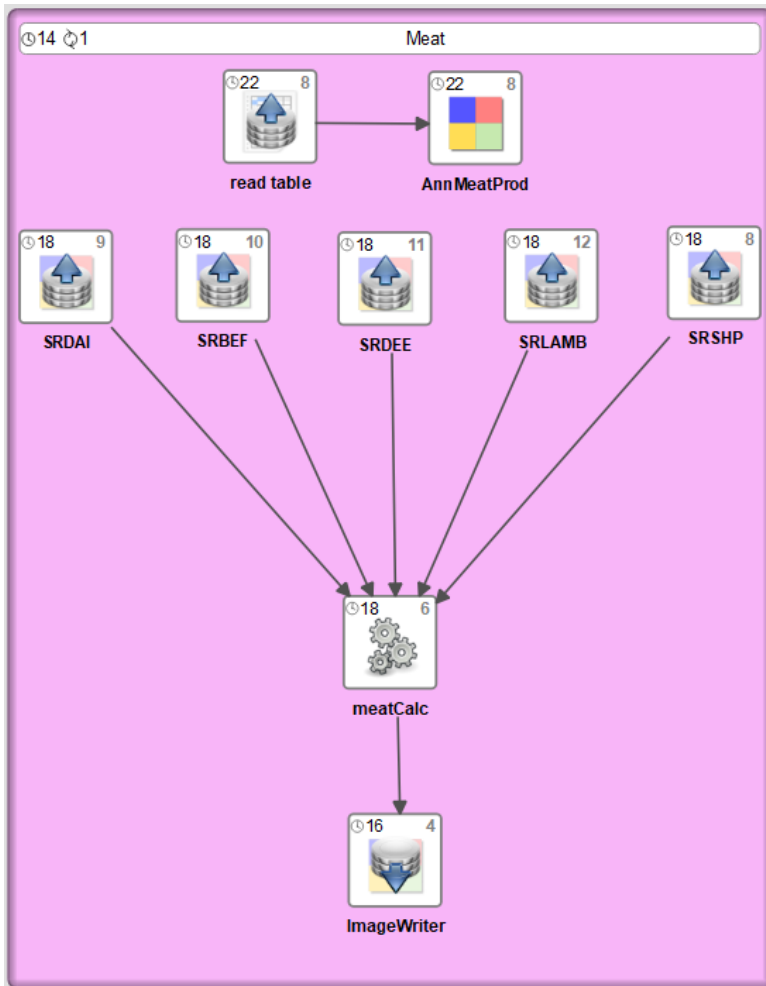 14 1 Meat
22 8 22 8
read table AnnMeatProd
18 9 18 10 18 11 18 12 18 8
SRDAI SRBEF SRDEE SRLAMB SRSHP
18 6
meatCalc
16 4
ImageWriter